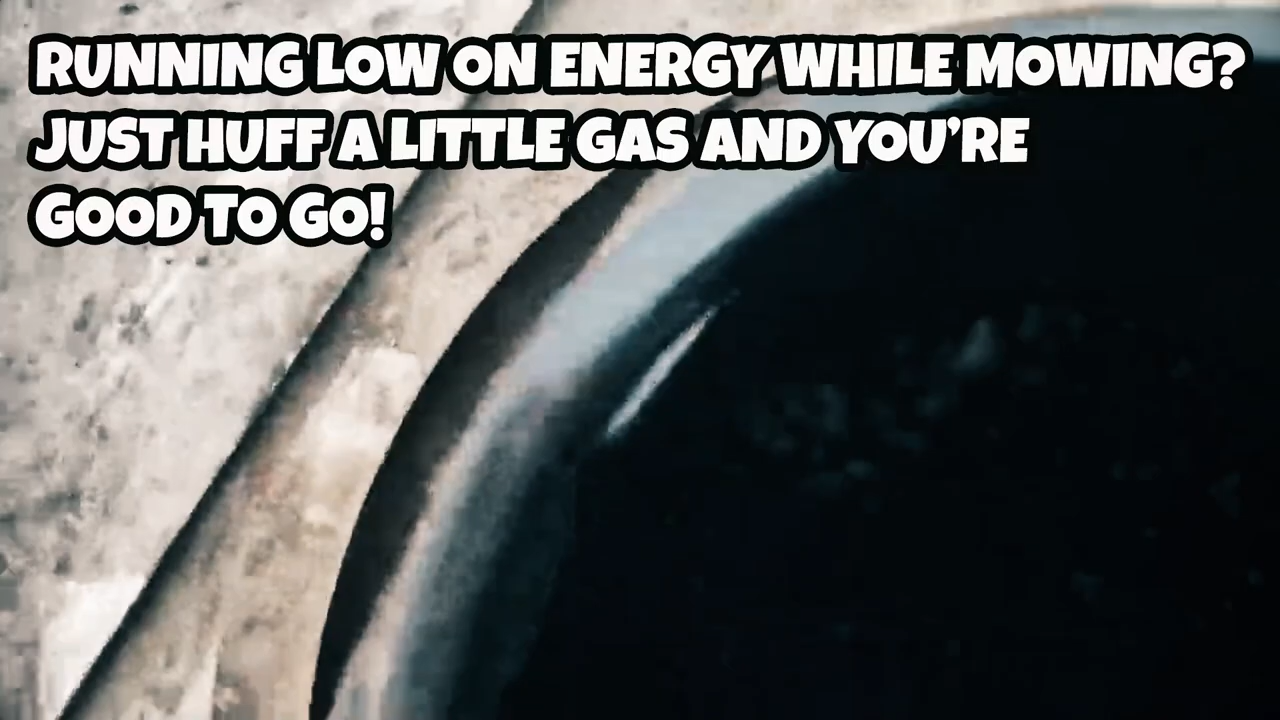 RUNNING LOW ON ENERGY WHILE MOWING?
JUST HUFF A LITTLE GAS AND YOU'RE
GOOD TO GO!